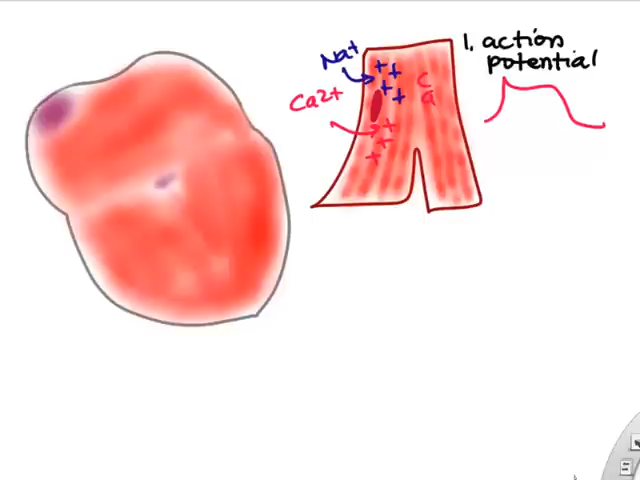 Na+
Ca2+
C
a
1. action
potential